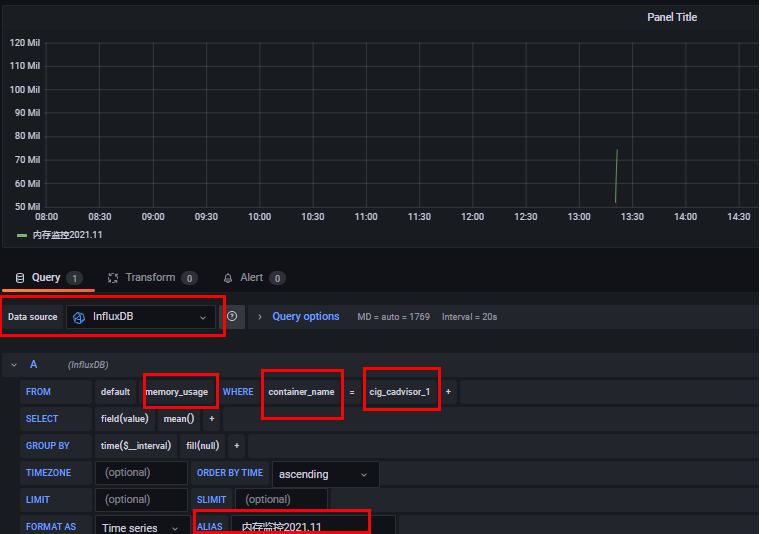 Panel Title
120 Mil
110 Mil
100 Mil
90 Mil
80 Mil
70 Mil
60 Mil
50 Mil
08:00 08:30 09:00 09:30 10:00 10:30 11:00 11:30 12:00 12:30 13:00 13:30 14:00 14:30
内存监控2021.11
Query 1 Transform 0 Alert 0
Data source InfluxDB Query options MD = auto = 1769 Interval = 20s
A (InfluxDB)
FROM default memory_usage WHERE container_name = cig_cadvisor_1 +
SELECT field(value) mean() +
GROUP BY time($__interval) fill(null) +
TIMEZONE (optional) ORDER BY TIME ascending
LIMIT (optional) SLIMIT (optional)
FORMAT AS Time series ALIAS 内存监控2021.11